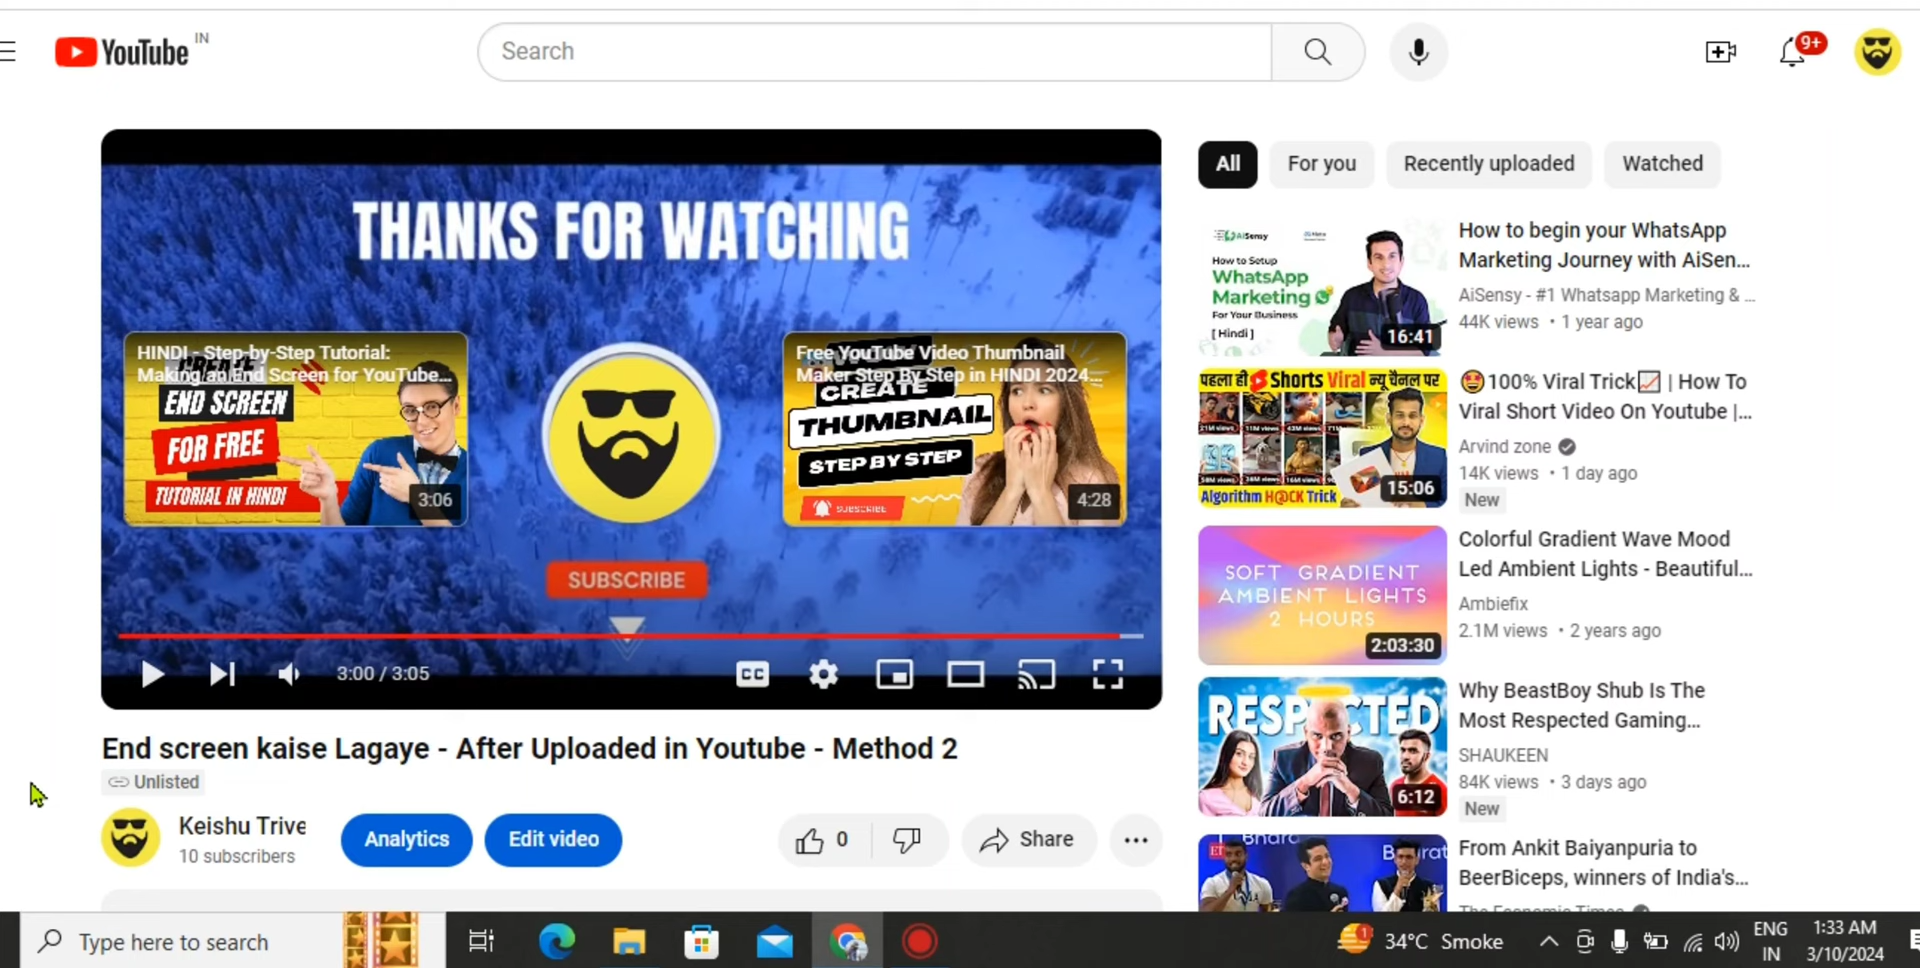 YouTube IN
Search
9+
THANKS FOR WATCHING
HINDI - Step-by-Step Tutorial:
Making an End Screen for YouTube...
CREATE
END SCREEN
FOR FREE
TUTORIAL IN HINDI
3:06
Free YouTube Video Thumbnail
Maker Step By Step in HINDI 2024...
CREATE
THUMBNAIL
STEP BY STEP
SUBSCRIBE
4:28
SUBSCRIBE
3:00 / 3:05
CC
End screen kaise Lagaye - After Uploaded in Youtube - Method 2
Unlisted
Keishu Trive
10 subscribers
Analytics
Edit video
0
Share
All
For you
Recently uploaded
Watched
AiSensy
How to Setup
WhatsApp
Marketing
For Your Business
[ Hindi ]
16:41
How to begin your WhatsApp
Marketing Journey with AiSen...
AiSensy - #1 Whatsapp Marketing & ...
44K views • 1 year ago
पहला ही Shorts Viral न्यू चैनल पर
Algorithm H@CK Trick
15:06
🤩100% Viral Trick📈 | How To
Viral Short Video On Youtube |...
Arvind zone
14K views • 1 day ago
New
SOFT GRADIENT
AMBIENT LIGHTS
2 HOURS
2:03:30
Colorful Gradient Wave Mood
Led Ambient Lights - Beautiful...
Ambiefix
2.1M views • 2 years ago
RESPECTED
6:12
Why BeastBoy Shub Is The
Most Respected Gaming...
SHAUKEEN
84K views • 3 days ago
New
ET
From Ankit Baiyanpuria to
BeerBiceps, winners of India's...
The Economic Times
Type here to search
1
34°C Smoke
ENG
IN
1:33 AM
3/10/2024